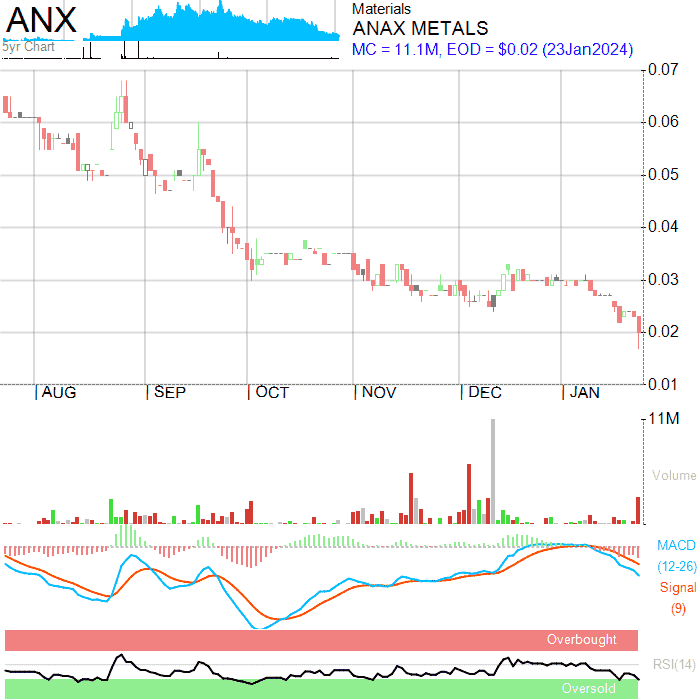 ANX
5yr Chart
Materials
ANAX METALS
MC = 11.1M, EOD = $0.02 (23Jan2024)
0.07
0.06
0.05
0.04
0.03
0.02
0.01
AUG SEP OCT NOV DEC JAN
11M
Volume
MACD
(12-26)
Signal
(9)
Overbought
RSI(14)
Oversold